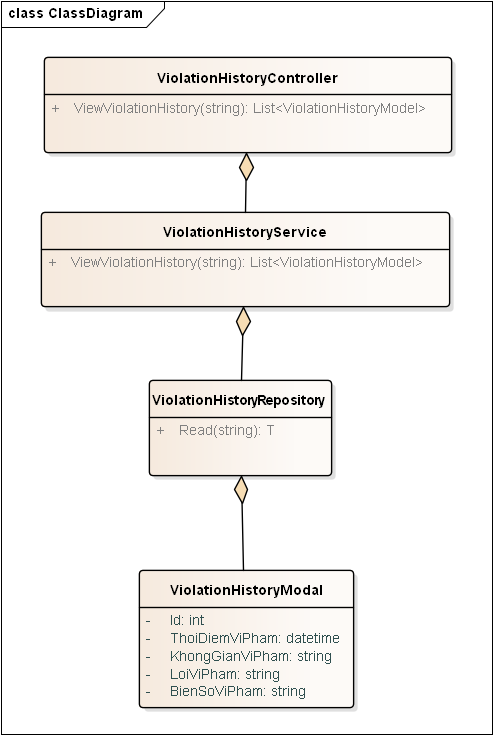 class ClassDiagram
ViolationHistoryController
+ ViewViolationHistory(string): List<ViolationHistoryModel>
ViolationHistoryService
+ ViewViolationHistory(string): List<ViolationHistoryModel>
ViolationHistoryRepository
+ Read(string): T
ViolationHistoryModal
- Id: int
- ThoiDiemViPham: datetime
- KhongGianViPham: string
- LoiViPham: string
- BienSoViPham: string